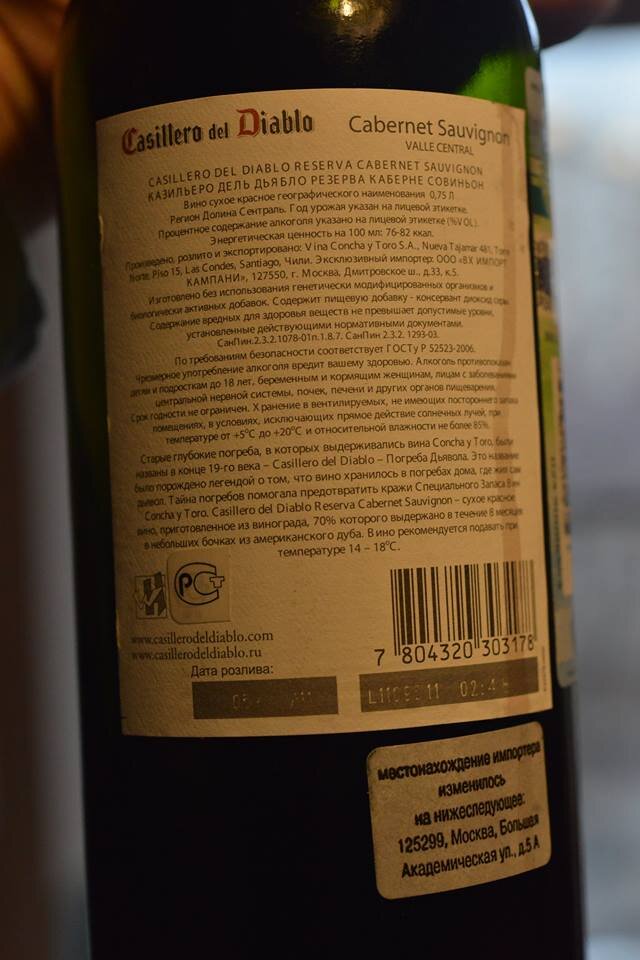 Casillero del Diablo
Cabernet Sauvignon
VALLE CENTRAL
CASILLERO DEL DIABLO RESERVA CABERNET SAUVIGNON
КАЗИЛЬЕРО ДЕЛЬ ДЬЯБЛО РЕЗЕРВА КАБЕРНЕ СОВИНЬОН
Вино сухое красное географического наименования 0,75 Л
Регион Долина Сентраль. Год урожая указан на лицевой этикетке.
Процентное содержание алкоголя указано на лицевой этикетке (%VOL).
Энергетическая ценность на 100 мл: 76-82 ккал.
Произведено, розлито и экспортировано: Vina Concha y Toro S.A., Nueva Tajamar 481, Torre
Norte, Piso 15, Las Condes, Santiago, Чили. Эксклюзивный импортер: ООО «ВХ ИМПОРТ
КАМПАНИ», 127550, г. Москва, Дмитровское ш., д.33, к.5.
Изготовлено без использования генетически модифицированных организмов и
биологически активных добавок. Содержит пищевую добавку - консервант диоксид серы.
Содержание вредных для здоровья веществ не превышает допустимые уровни,
установленные действующими нормативными документами.
СанПин.2.3.2.1078-01п.1.8.7. СанПин 2.3.2. 1293-03.
По требованиям безопасности соответствует ГОСТу Р 52523-2006.
Чрезмерное употребление алкоголя вредит вашему здоровью. Алкоголь противопоказан
детям и подросткам до 18 лет, беременным и кормящим женщинам, лицам с заболеваниями
центральной нервной системы, почек, печени и других органов пищеварения.
Срок годности не ограничен. Хранение в вентилируемых, не имеющих постороннего запаха
помещениях, в условиях, исключающих прямое действие солнечных лучей, при
температуре от +5°С до +20°С и относительной влажности не более 85%.
Старые глубокие погреба, в которых выдерживались вина Concha y Toro, были
названы в конце 19-го века – Casillero del Diablo – Погреба Дьявола. Это название
было порождено легендой о том, что вино хранилось в погребах дома, где жил сам
дьявол. Тайна погребов помогала предотвратить кражи Специального Запаса Вин
Concha y Toro. Casillero del Diablo Reserva Cabernet Sauvignon – сухое красное
вино, приготовленное из винограда, 70% которого выдержано в течение 8 месяцев
в небольших бочках из американского дуба. Вино рекомендуется подавать при
температуре 14 – 18°С.
РСТ
www.casillerodeldiablo.com
www.casillerodeldiablo.ru
7 804320 303178
Дата розлива:
местонахождение импортера
изменилось
на нижеследующее:
125299, Москва, Большая
Академическая ул., д.5 А